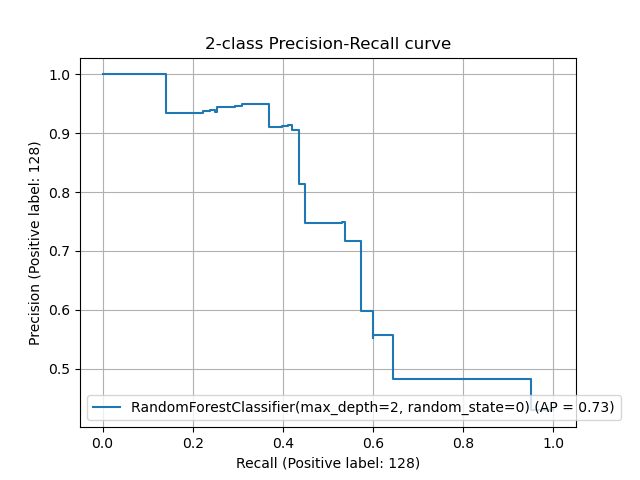 2-class Precision-Recall curve
1.0
0.9
0.8
0.7
0.6
0.5
Precision (Positive label: 128)
RandomForestClassifier(max_depth=2, random_state=0) (AP = 0.73)
0.0 0.2 0.4 0.6 0.8 1.0
Recall (Positive label: 128)